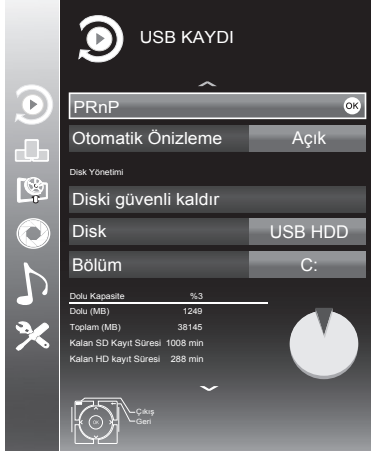 USB KAYDI
PRnP OK
Otomatik Önizleme Açık
Disk Yönetimi
Diski güvenli kaldır
Disk USB HDD
Bölüm C:
Dolu Kapasite %3
Dolu (MB) 1249
Toplam (MB) 38145
Kalan SD Kayıt Süresi 1008 min
Kalan HD kayıt Süresi 288 min
Çıkış
OK Geri